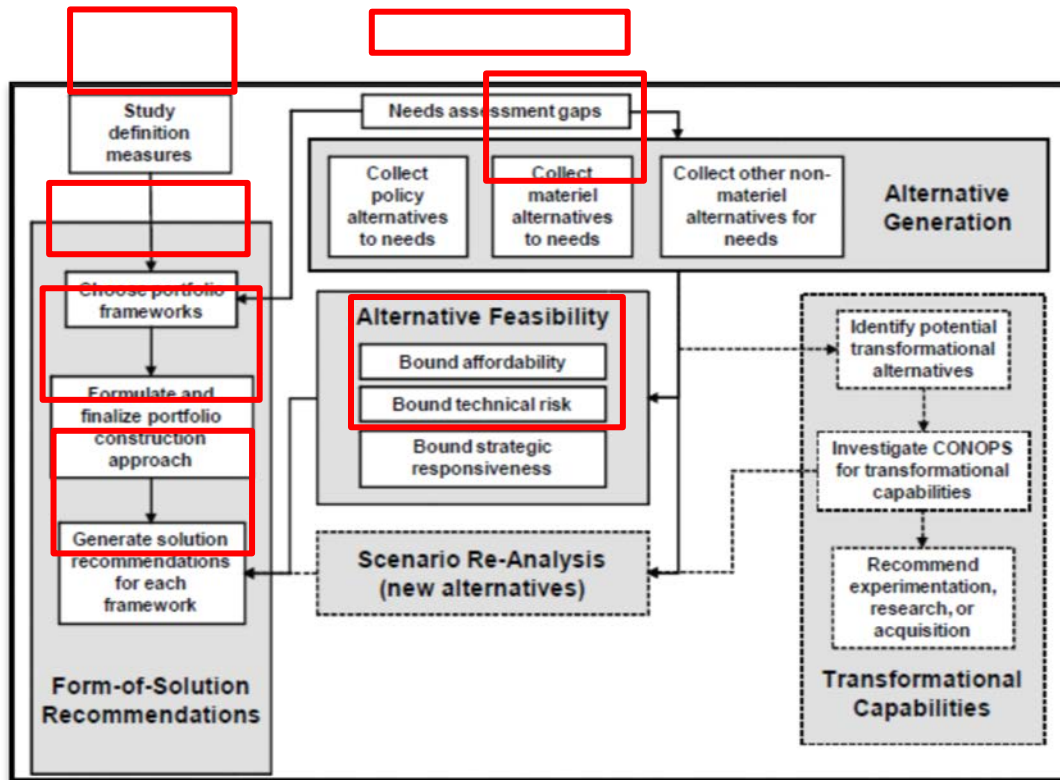 Study
definition
measures
Needs assessment gaps
Collect
policy
alternatives
to needs
Collect
materiel
alternatives
to needs
Collect other non-
materiel
alternatives for
needs
Alternative
Generation
Choose portfolio
frameworks
Formulate and
finalize portfolio
construction
approach
Generate solution
recommendations
for each
framework
Form-of-Solution
Recommendations
Alternative Feasibility
Bound affordability
Bound technical risk
Bound strategic
responsiveness
Scenario Re-Analysis
(new alternatives)
Identify potential
transformational
alternatives
Investigate CONOPS
for transformational
capabilities
Recommend
experimentation,
research, or
acquisition
Transformational
Capabilities